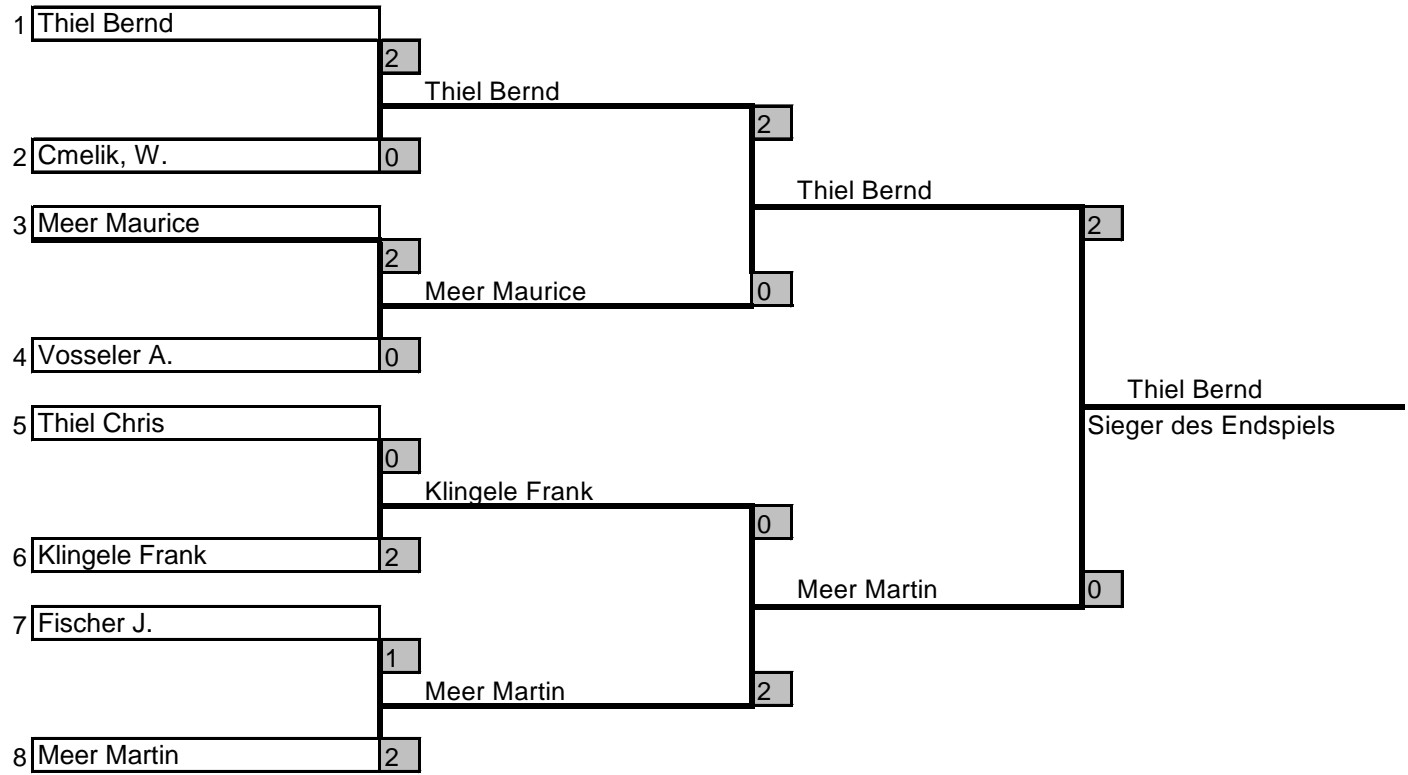 1 Thiel Bernd
2
Thiel Bernd
2
2 Cmelik, W.
0
Thiel Bernd
3 Meer Maurice
2
2
Meer Maurice
0
4 Vosseler A.
0
Thiel Bernd
5 Thiel Chris
Sieger des Endspiels
0
Klingele Frank
0
6 Klingele Frank
2
Meer Martin
0
7 Fischer J.
1
Meer Martin
2
8 Meer Martin
2